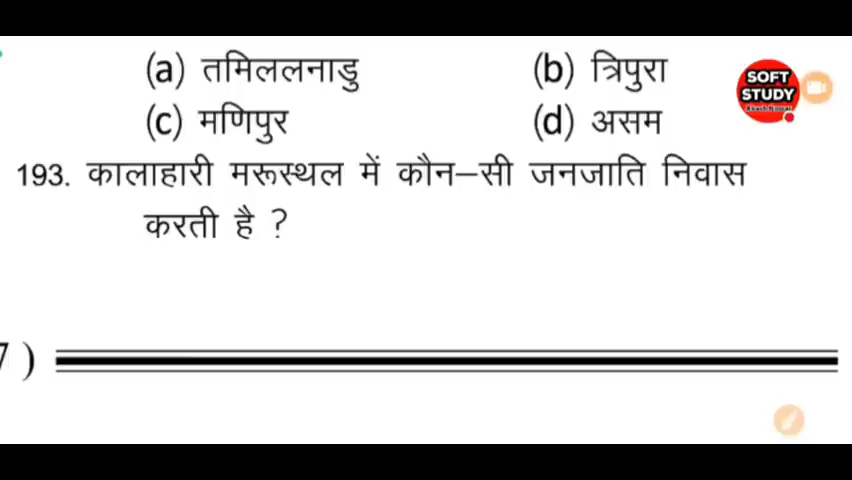 (a) तमिललनाडु (b) त्रिपुरा
SOFT
STUDY
(c) मणिपुर (d) असम
193. कालाहारी मरूस्थल में कौन–सी जनजाति निवास
करती है ?
7 )